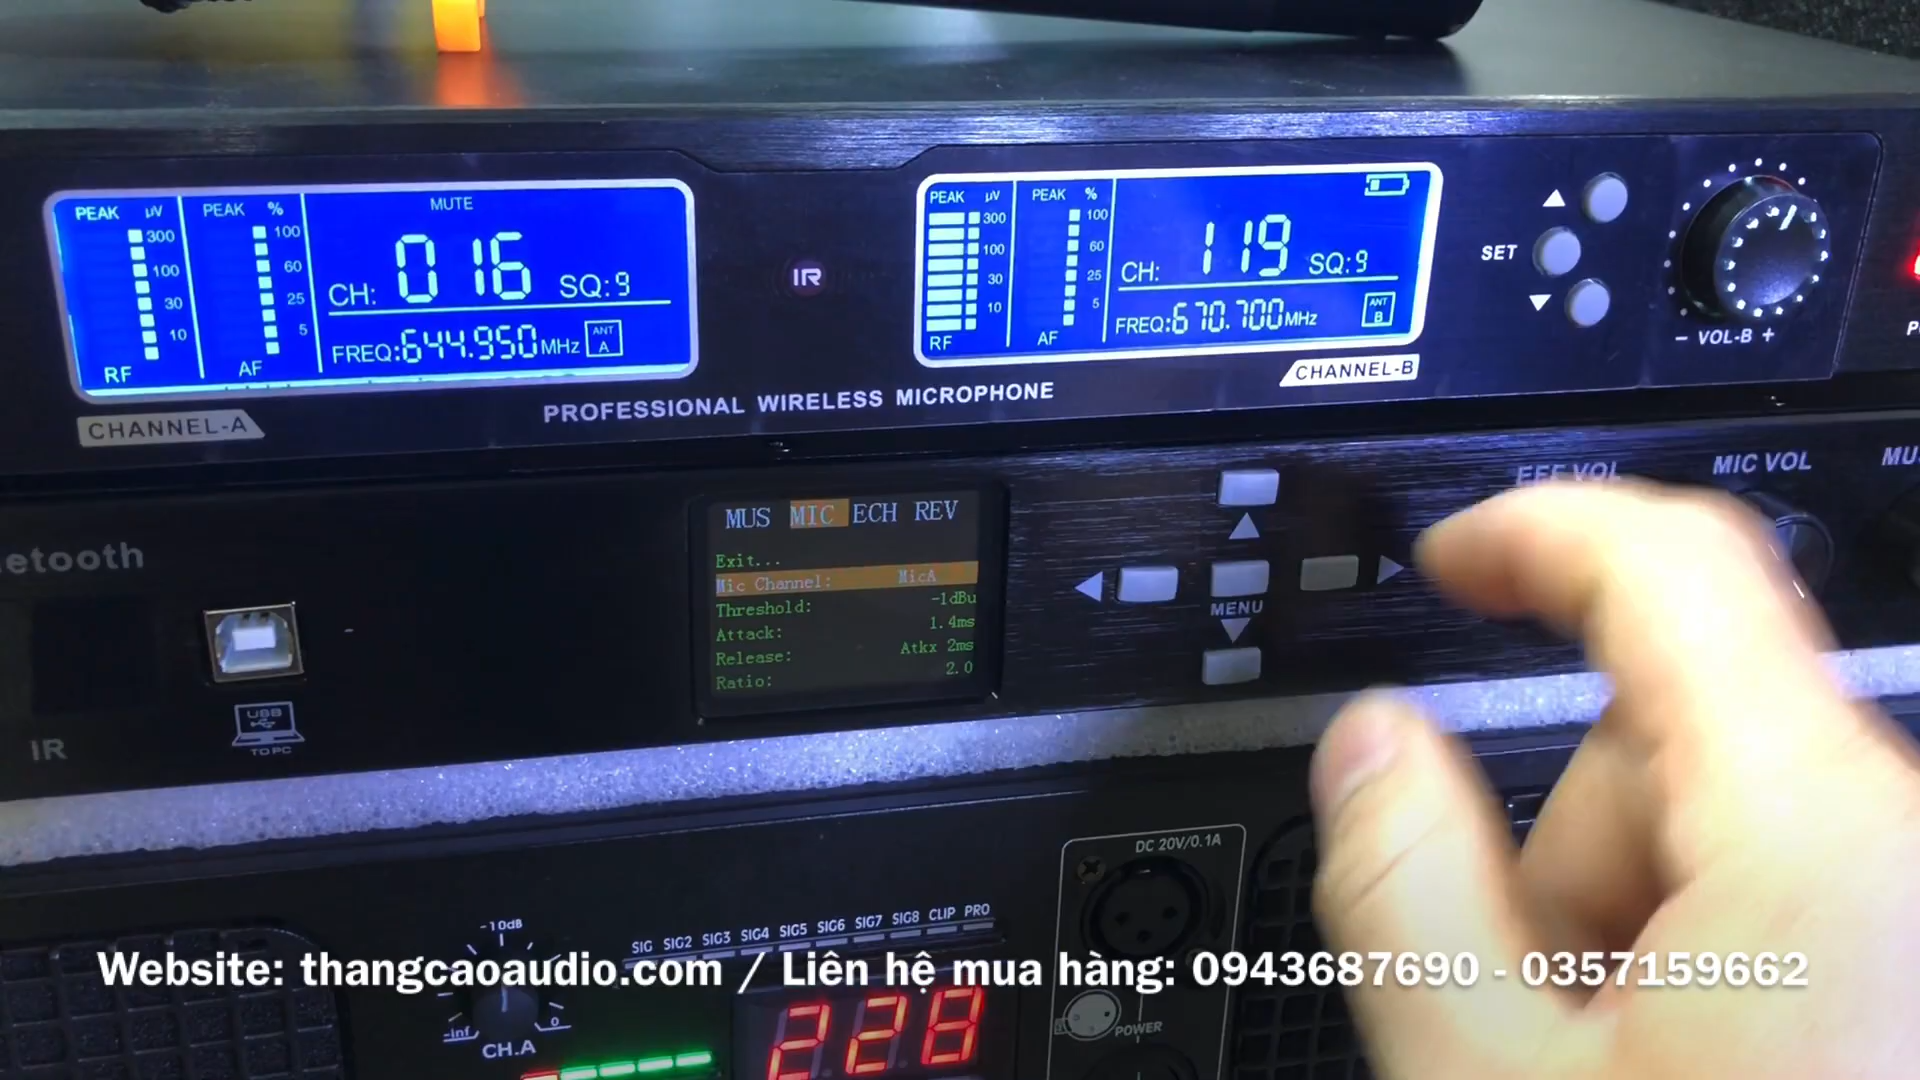 PEAK µV PEAK %
MUTE
300 100
100 60
30 25
10 5
CH: 016 SQ:9
FREQ:644.950MHz ANT A
RF AF
CHANNEL-A
IR
PEAK µV PEAK %
300 100
100 60
30 25
10 5
CH: 119 SQ:9
FREQ:670.700MHz ANT B
RF AF
CHANNEL-B
PROFESSIONAL WIRELESS MICROPHONE
SET
− VOL-B +
etooth
IR
USB
TO PC
MUS MIC ECH REV
Exit...
Mic Channel: MicA
Threshold: -1dBu
Attack: 1.4ms
Release: Atkx 2ms
Ratio: 2.0
MENU
EFF VOL
MIC VOL
MU
DC 20V/0.1A
-10dB
SIG SIG2 SIG3 SIG4 SIG5 SIG6 SIG7 SIG8 CLIP PRO
Website: thangcaoaudio.com / Liên hệ mua hàng: 0943687690 - 0357159662
-inf 0
CH.A
228
POWER